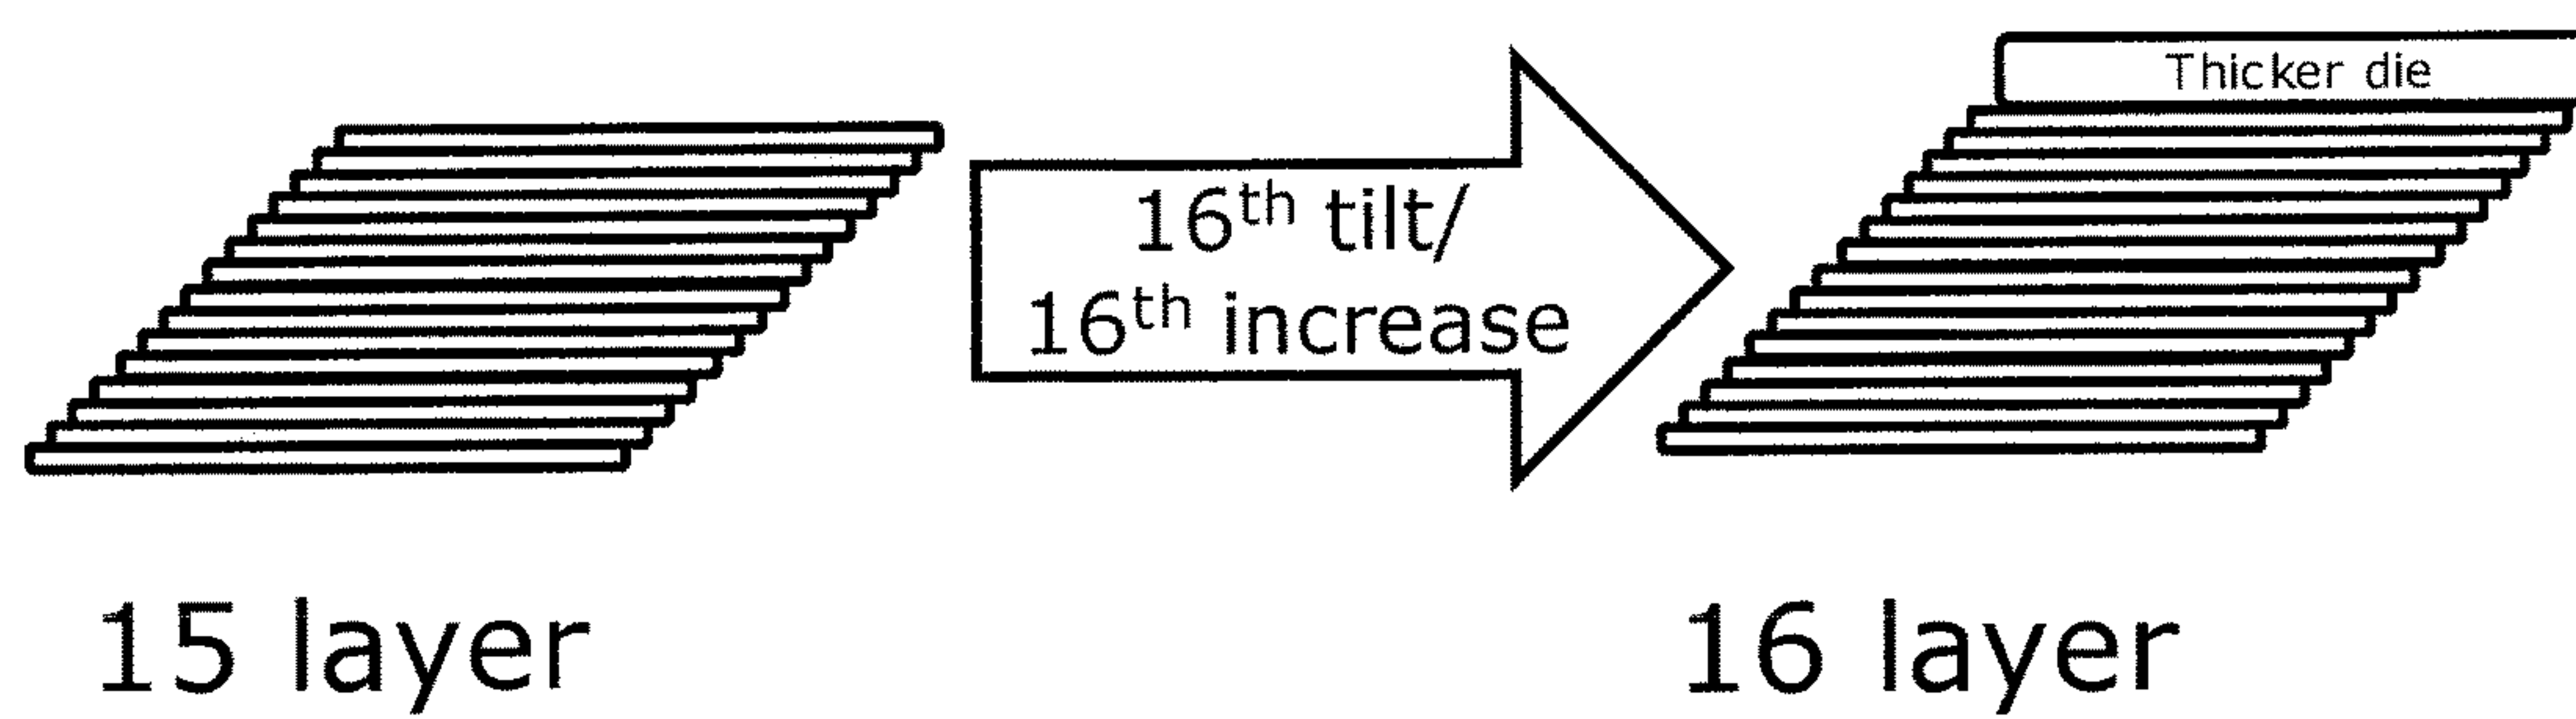 Thicker die
16th tilt/
16th increase
15 layer
16 layer